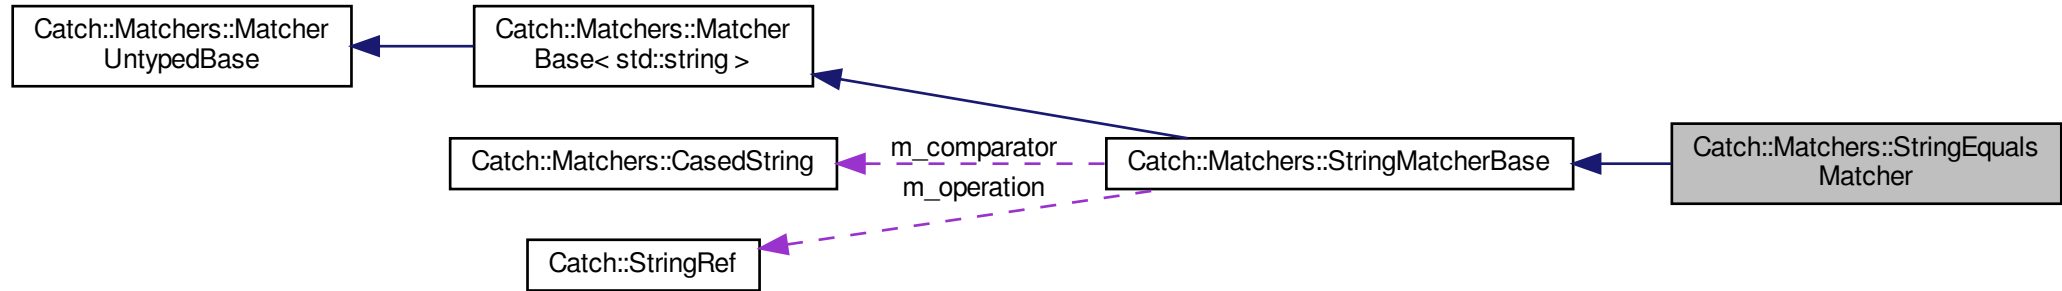 Catch::Matchers::Matcher
UntypedBase
Catch::Matchers::Matcher
Base< std::string >
Catch::Matchers::CasedString
m_comparator
m_operation
Catch::Matchers::StringMatcherBase
Catch::Matchers::StringEquals
Matcher
Catch::StringRef